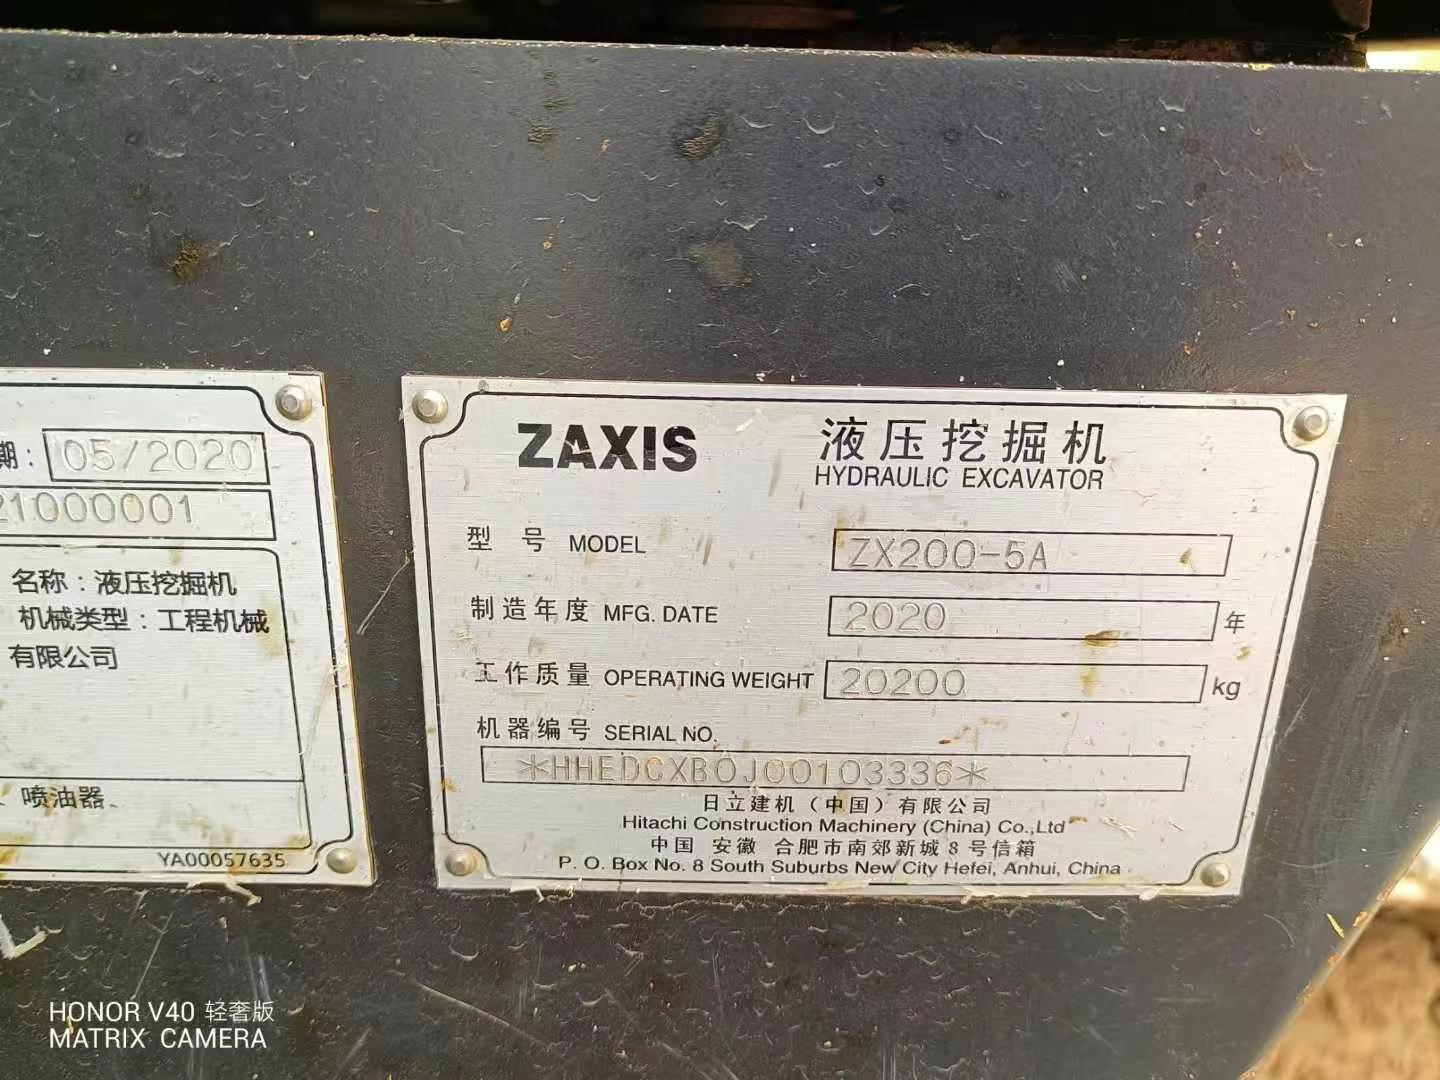 期：05/2020
21000001
名称：液压挖掘机
机械类型：工程机械
有限公司
喷油器、
YA00057635
ZAXIS 液压挖掘机
HYDRAULIC EXCAVATOR
型号 MODEL ZX200-5A
制造年度 MFG. DATE 2020 年
工作质量 OPERATING WEIGHT 20200 kg
机器编号 SERIAL NO.
*HHEDCXB0J00103336*
日立建机（中国）有限公司
Hitachi Construction Machinery (China) Co.,Ltd
中国 安徽 合肥市南郊新城8号信箱
P. O. Box No. 8 South Suburbs New City Hefei, Anhui, China
HONOR V40 轻奢版
MATRIX CAMERA